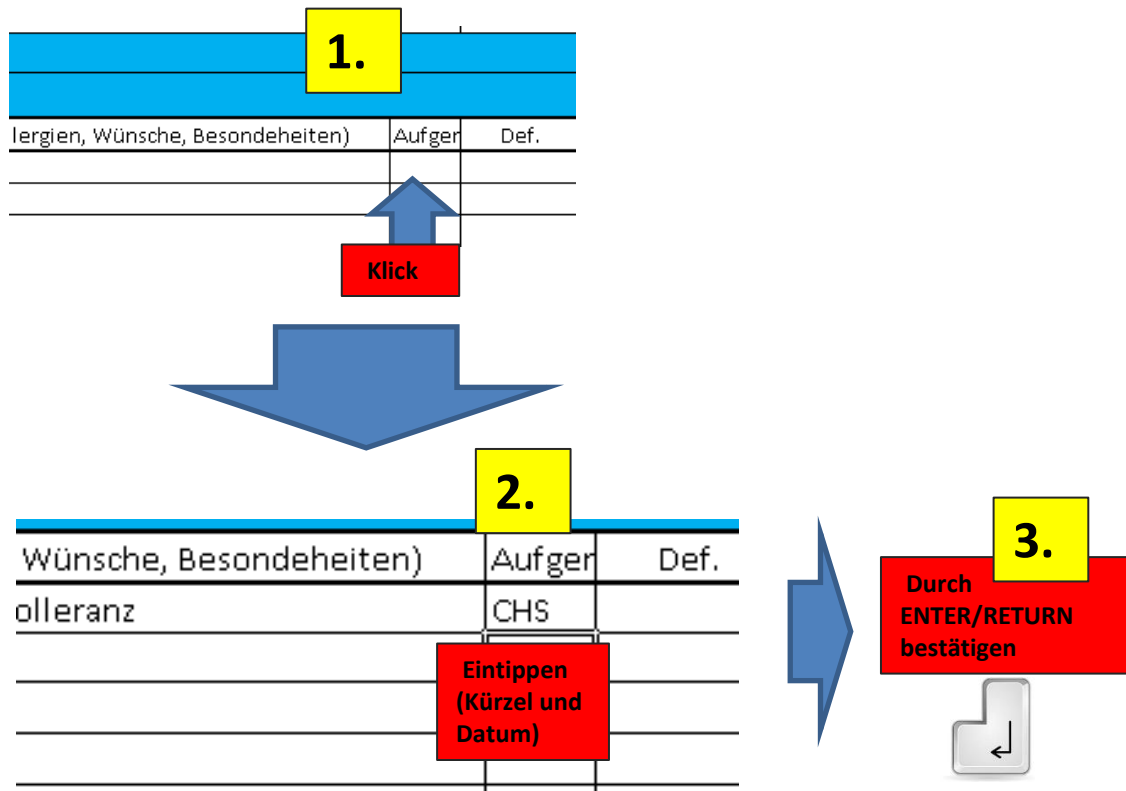 1.
lergien, Wünsche, Besondeheiten) Aufger Def.
Klick
2.
Wünsche, Besondeheiten) Aufger Def.
olleranz CHS
Eintippen
(Kürzel und
Datum)
3.
Durch
ENTER/RETURN
bestätigen